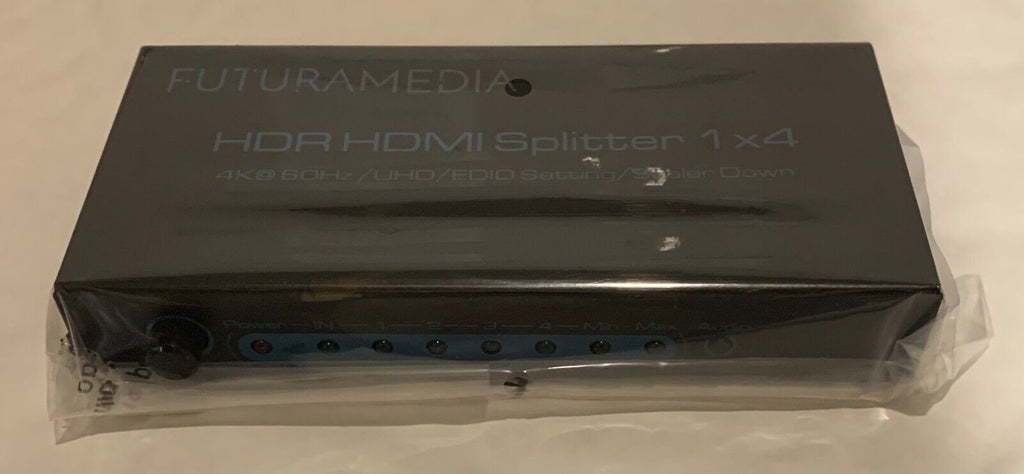 FUTURAMEDIA
HDR HDMI Splitter 1x4
4K@60Hz/UHD/EDID Setting/Scaler Down
Power IN 1 2 3 4 Min-Max Audio